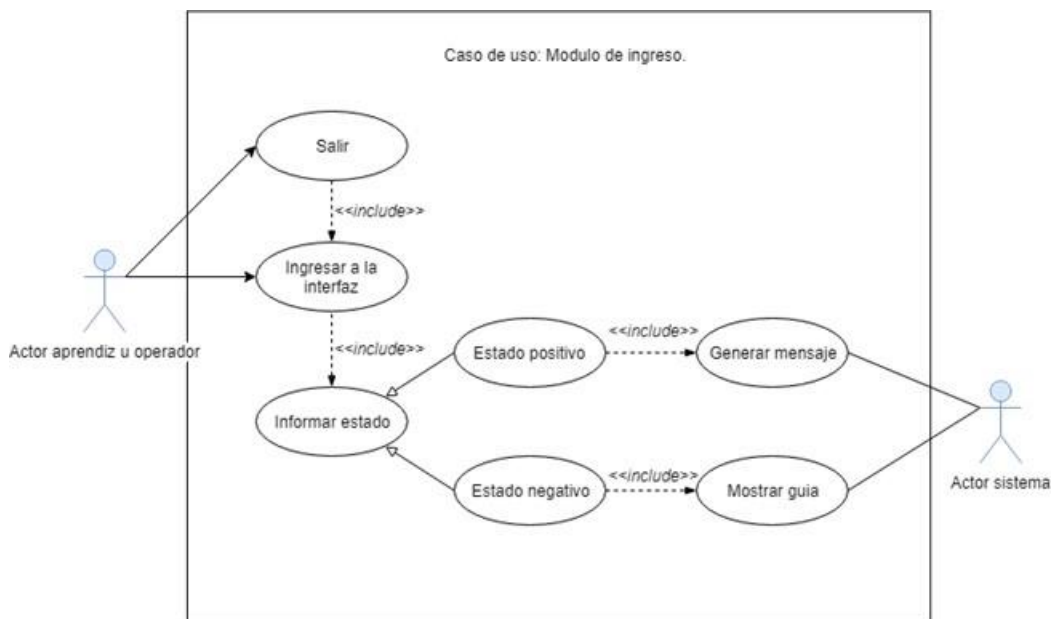 Caso de uso: Modulo de ingreso.
Salir
<<include>>
Ingresar a la
interfaz
<<include>>
Actor aprendiz u operador
Estado positivo
<<include>>
Generar mensaje
Informar estado
Estado negativo
<<include>>
Mostrar guia
Actor sistema